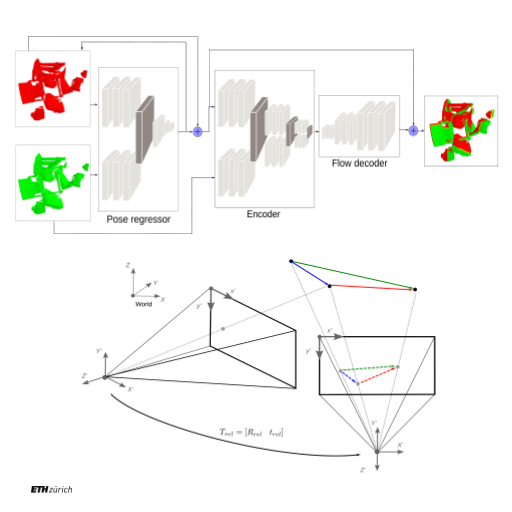 Pose regressor
Encoder
Flow decoder
Z
Y
X
World
x'
y'
x'
y'
Y'
Z'
X'
T_rel = [R_rel t_rel]
Y'
X'
Z'
ETH zürich